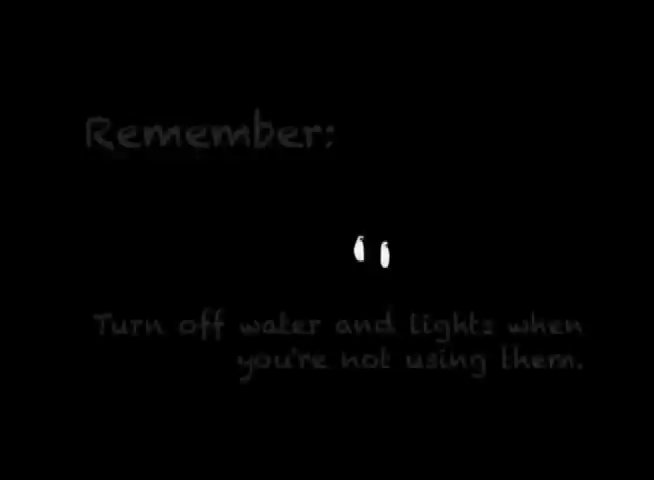 Remember:
Turn off water and lights when
you're not using them.